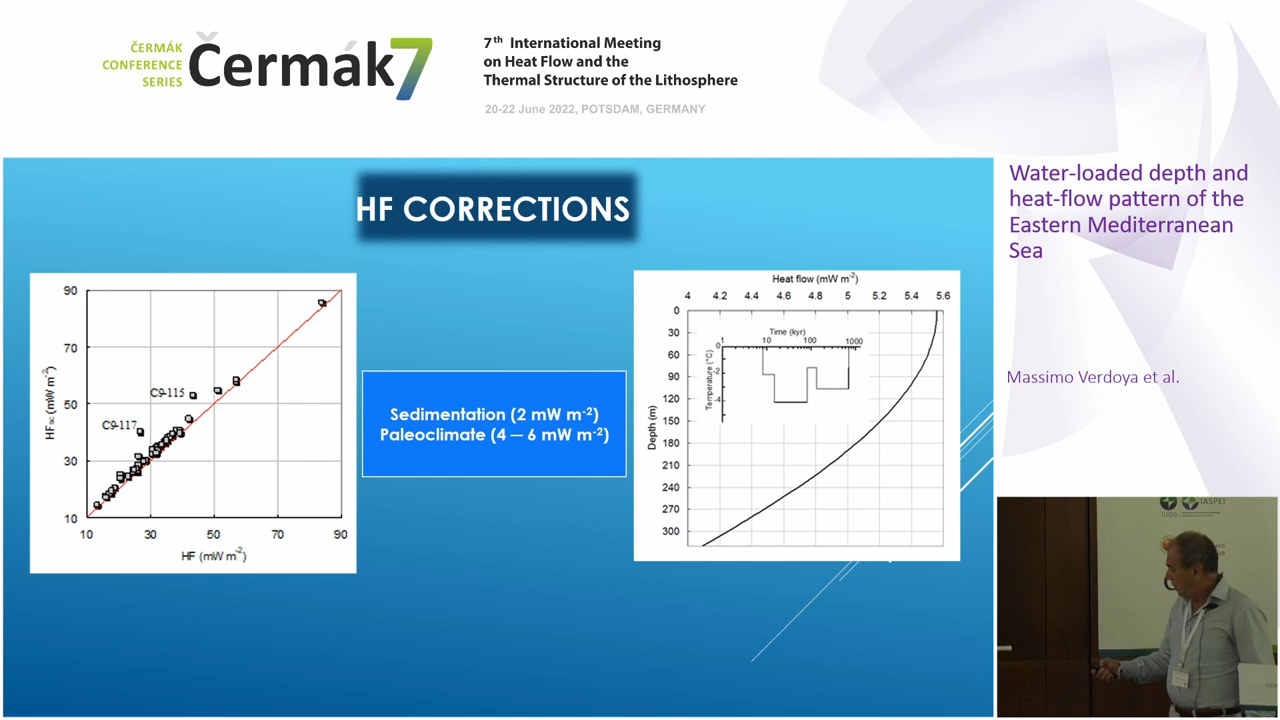 ČERMÁK
CONFERENCE
SERIES
Čermák7
7th International Meeting
on Heat Flow and the
Thermal Structure of the Lithosphere
20-22 June 2022, POTSDAM, GERMANY
HF CORRECTIONS
90
70
50
30
10
HFsc (mW m-2)
C9-115
C9-117
10 30 50 70 90
HF (mW m-2)
Sedimentation (2 mW m-2)
Paleoclimate (4 — 6 mW m-2)
Heat flow (mW m-2)
4 4.2 4.4 4.6 4.8 5 5.2 5.4 5.6
0
30
60
90
120
150
180
210
240
270
300
Depth (m)
Time (kyr)
1 10 100 1000
0
-2
-4
Temperature (°C)
Water-loaded depth and
heat-flow pattern of the
Eastern Mediterranean
Sea
Massimo Verdoya et al.
IUGG
IASPEI